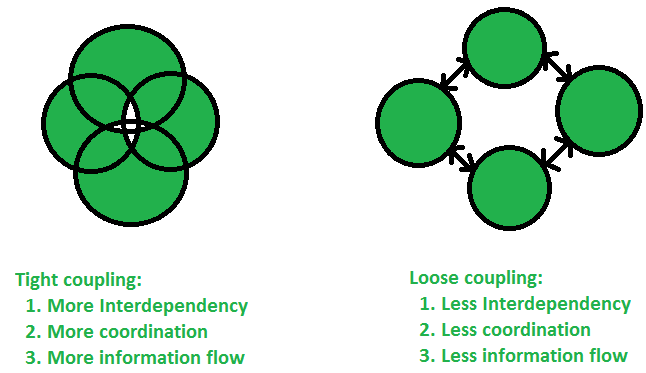 Tight coupling:
1. More Interdependency
2. More coordination
3. More information flow
Loose coupling:
1. Less Interdependency
2. Less coordination
3. Less information flow